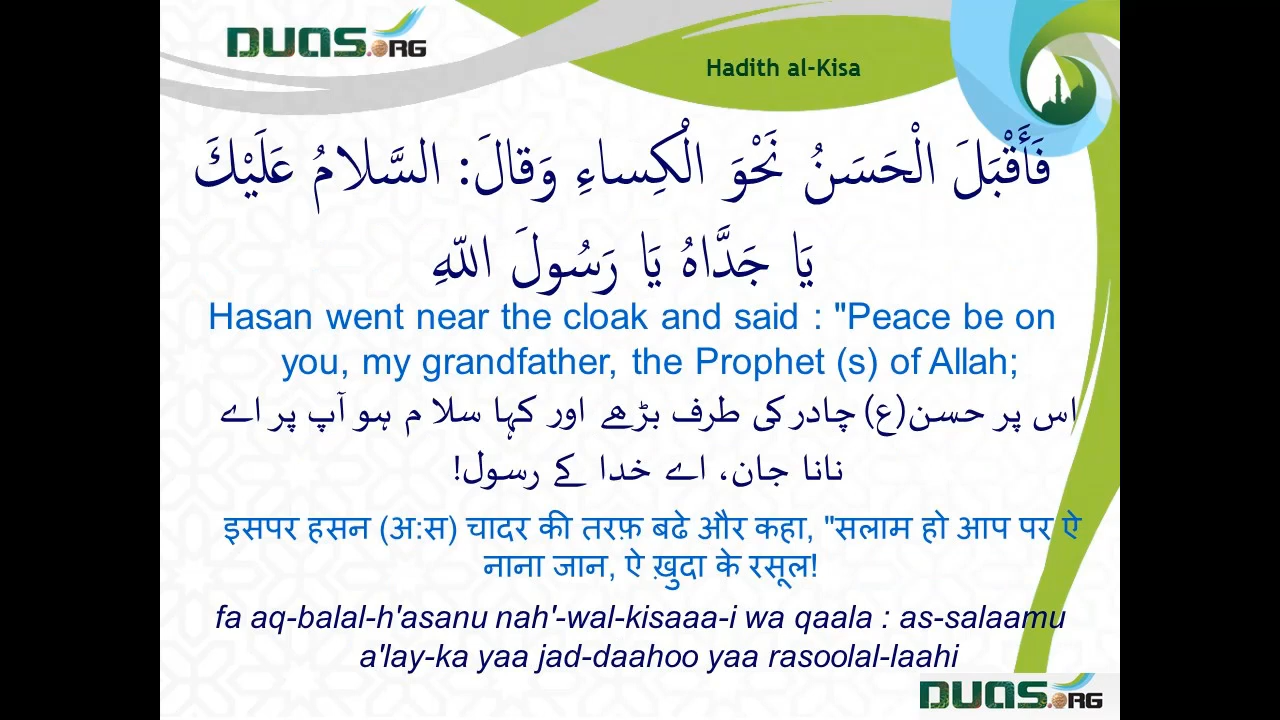 DUAS.ORG
Hadith al-Kisa
فَأَقْبَلَ الْحَسَنُ نَحْوَ الْكِساءِ وَقالَ: السَّلامُ عَلَيْكَ
يَا جَدَّاهُ يَا رَسُولَ اللّهِ
Hasan went near the cloak and said : "Peace be on
you, my grandfather, the Prophet (s) of Allah;
اس پر حسن(ع) چادر کی طرف بڑھے اور کہا سلا م ہو آپ پر اے
نانا جان، اے خدا کے رسول!
इसपर हसन (अ:स) चादर की तरफ़ बढे और कहा, "सलाम हो आप पर ऐ
नाना जान, ऐ ख़ुदा के रसूल!
fa aq-balal-h'asanu nah'-wal-kisaaa-i wa qaala : as-salaamu
a'lay-ka yaa jad-daahoo yaa rasoolal-laahi
DUAS.ORG